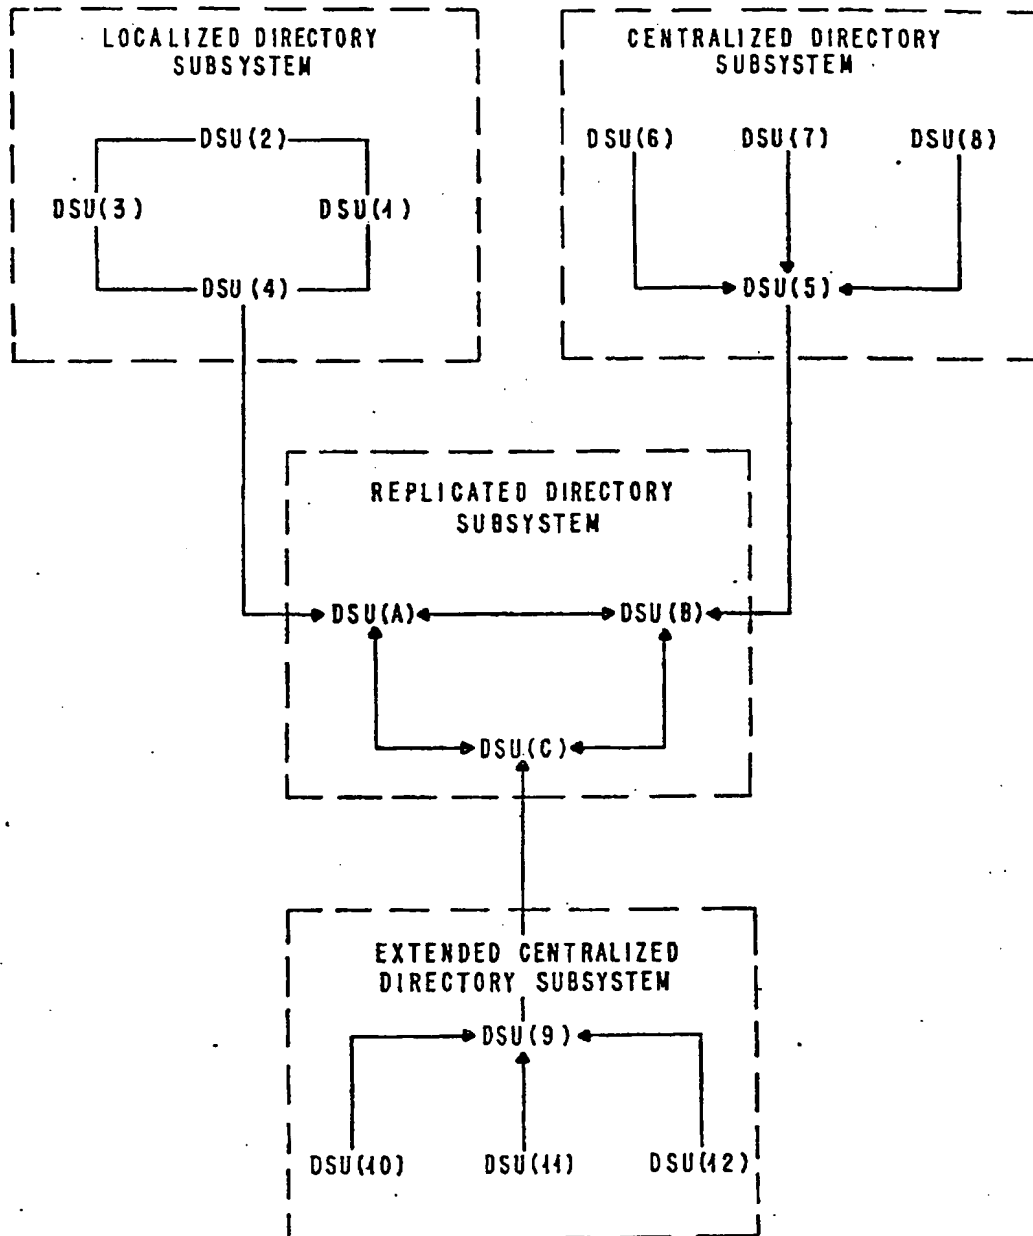 LOCALIZED DIRECTORY
SUBSYSTEM
DSU(2)
DSU(3)
DSU(1)
DSU(4)
CENTRALIZED DIRECTORY
SUBSYSTEM
DSU(6)
DSU(7)
DSU(8)
DSU(5)
REPLICATED DIRECTORY
SUBSYSTEM
DSU(A)
DSU(B)
DSU(C)
EXTENDED CENTRALIZED
DIRECTORY SUBSYSTEM
DSU(9)
DSU(10)
DSU(11)
DSU(12)